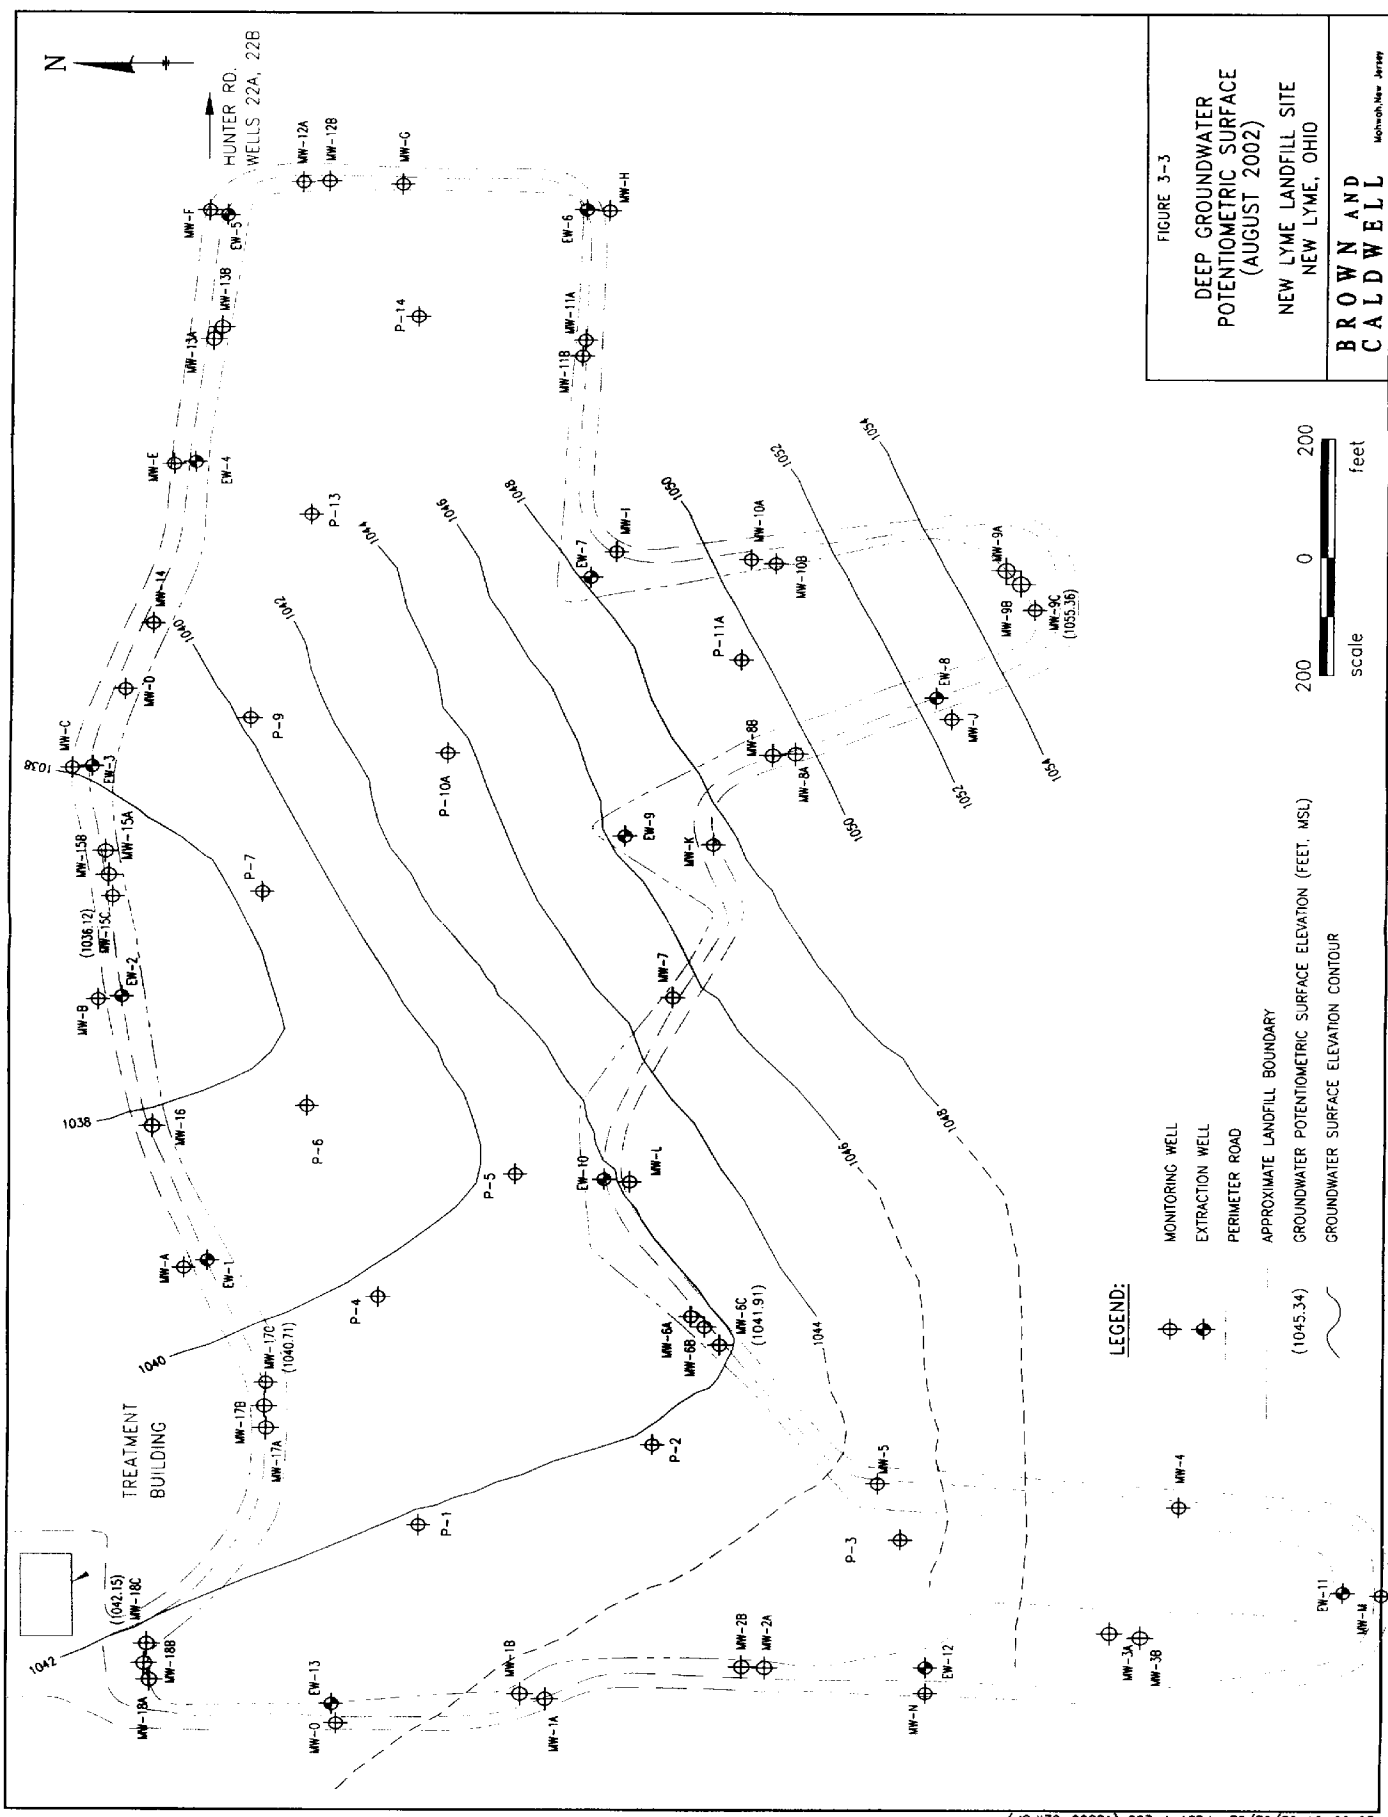 N
HUNTER RD.
WELLS 22A, 22B
MW-F
EW-5
MW-12A
MW-12B
MW-G
EW-6
MW-H
MW-13A
MW-13B
P-14
MW-11A
MW-11B
MW-E
EW-4
P-13
EW-7
MW-I
MW-14
MW-D
MW-C
EW-3
P-9
P-10A
P-11A
MW-10A
MW-10B
MW-9A
MW-9B
MW-9C
(1055.36)
EW-8
MW-J
MW-8B
MW-8A
EW-9
MW-K
MW-15B
MW-15A
(1036.12)
MW-15C
P-7
MW-B
EW-2
MW-7
MW-16
P-6
P-5
EW-10
MW-L
MW-A
EW-1
P-4
MW-17C
(1040.71)
MW-17B
MW-17A
MW-6A
MW-6B
MW-6C
(1041.91)
TREATMENT
BUILDING
P-1
P-2
P-3
MW-5
MW-4
(1042.15)
MW-18C
MW-18B
MW-18A
EW-13
MW-O
MW-1B
MW-1A
MW-2B
MW-2A
EW-12
MW-N
MW-3A
MW-3B
EW-11
MW-M
1038
1040
1042
1044
1046
1048
1050
1052
1054
1038
1040
1042
1044
1046
1048
1050
1052
1054
LEGEND:
MONITORING WELL
EXTRACTION WELL
PERIMETER ROAD
APPROXIMATE LANDFILL BOUNDARY
(1045.34) GROUNDWATER POTENTIOMETRIC SURFACE ELEVATION (FEET, MSL)
GROUNDWATER SURFACE ELEVATION CONTOUR
200 0 200
scale feet
FIGURE 3-3
DEEP GROUNDWATER
POTENTIOMETRIC SURFACE
(AUGUST 2002)
NEW LYME LANDFILL SITE
NEW LYME, OHIO
BROWN AND
CALDWELL
Mahwah, New Jersey